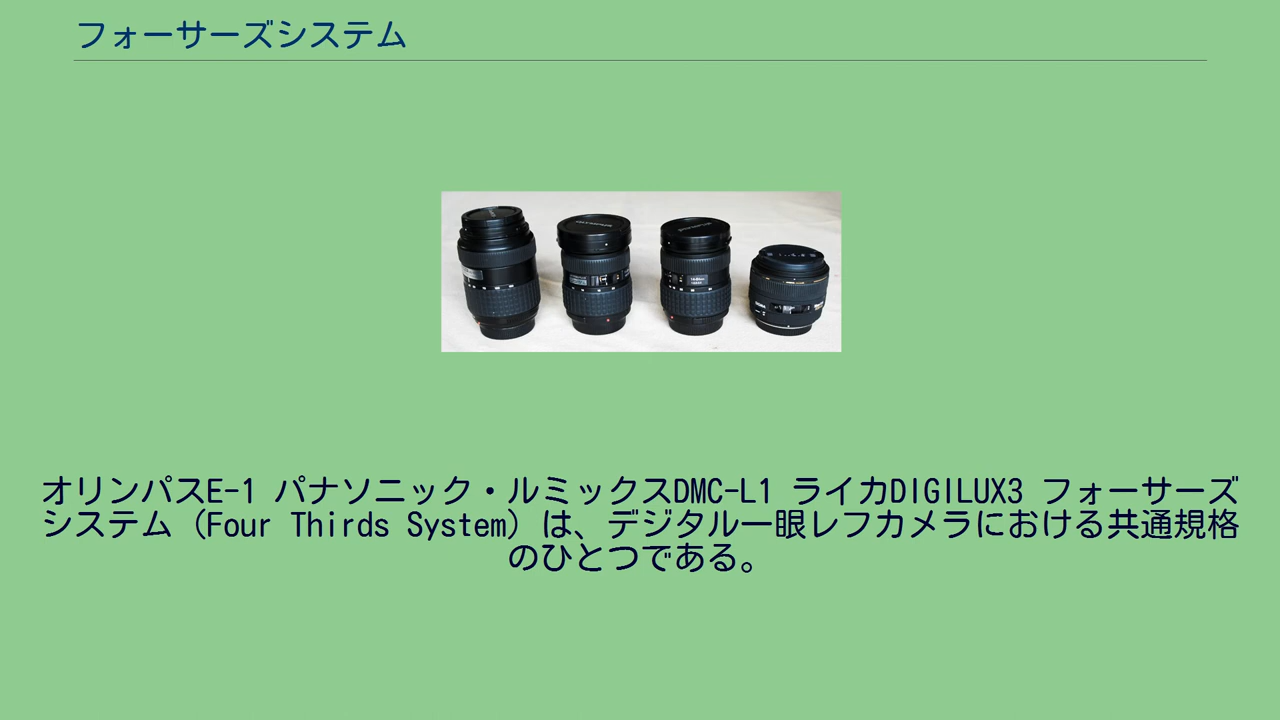 フォーサーズシステム
オリンパスE-1 パナソニック・ルミックスDMC-L1 ライカDIGILUX3 フォーサーズ
システム（Four Thirds System）は、デジタル一眼レフカメラにおける共通規格
のひとつである。